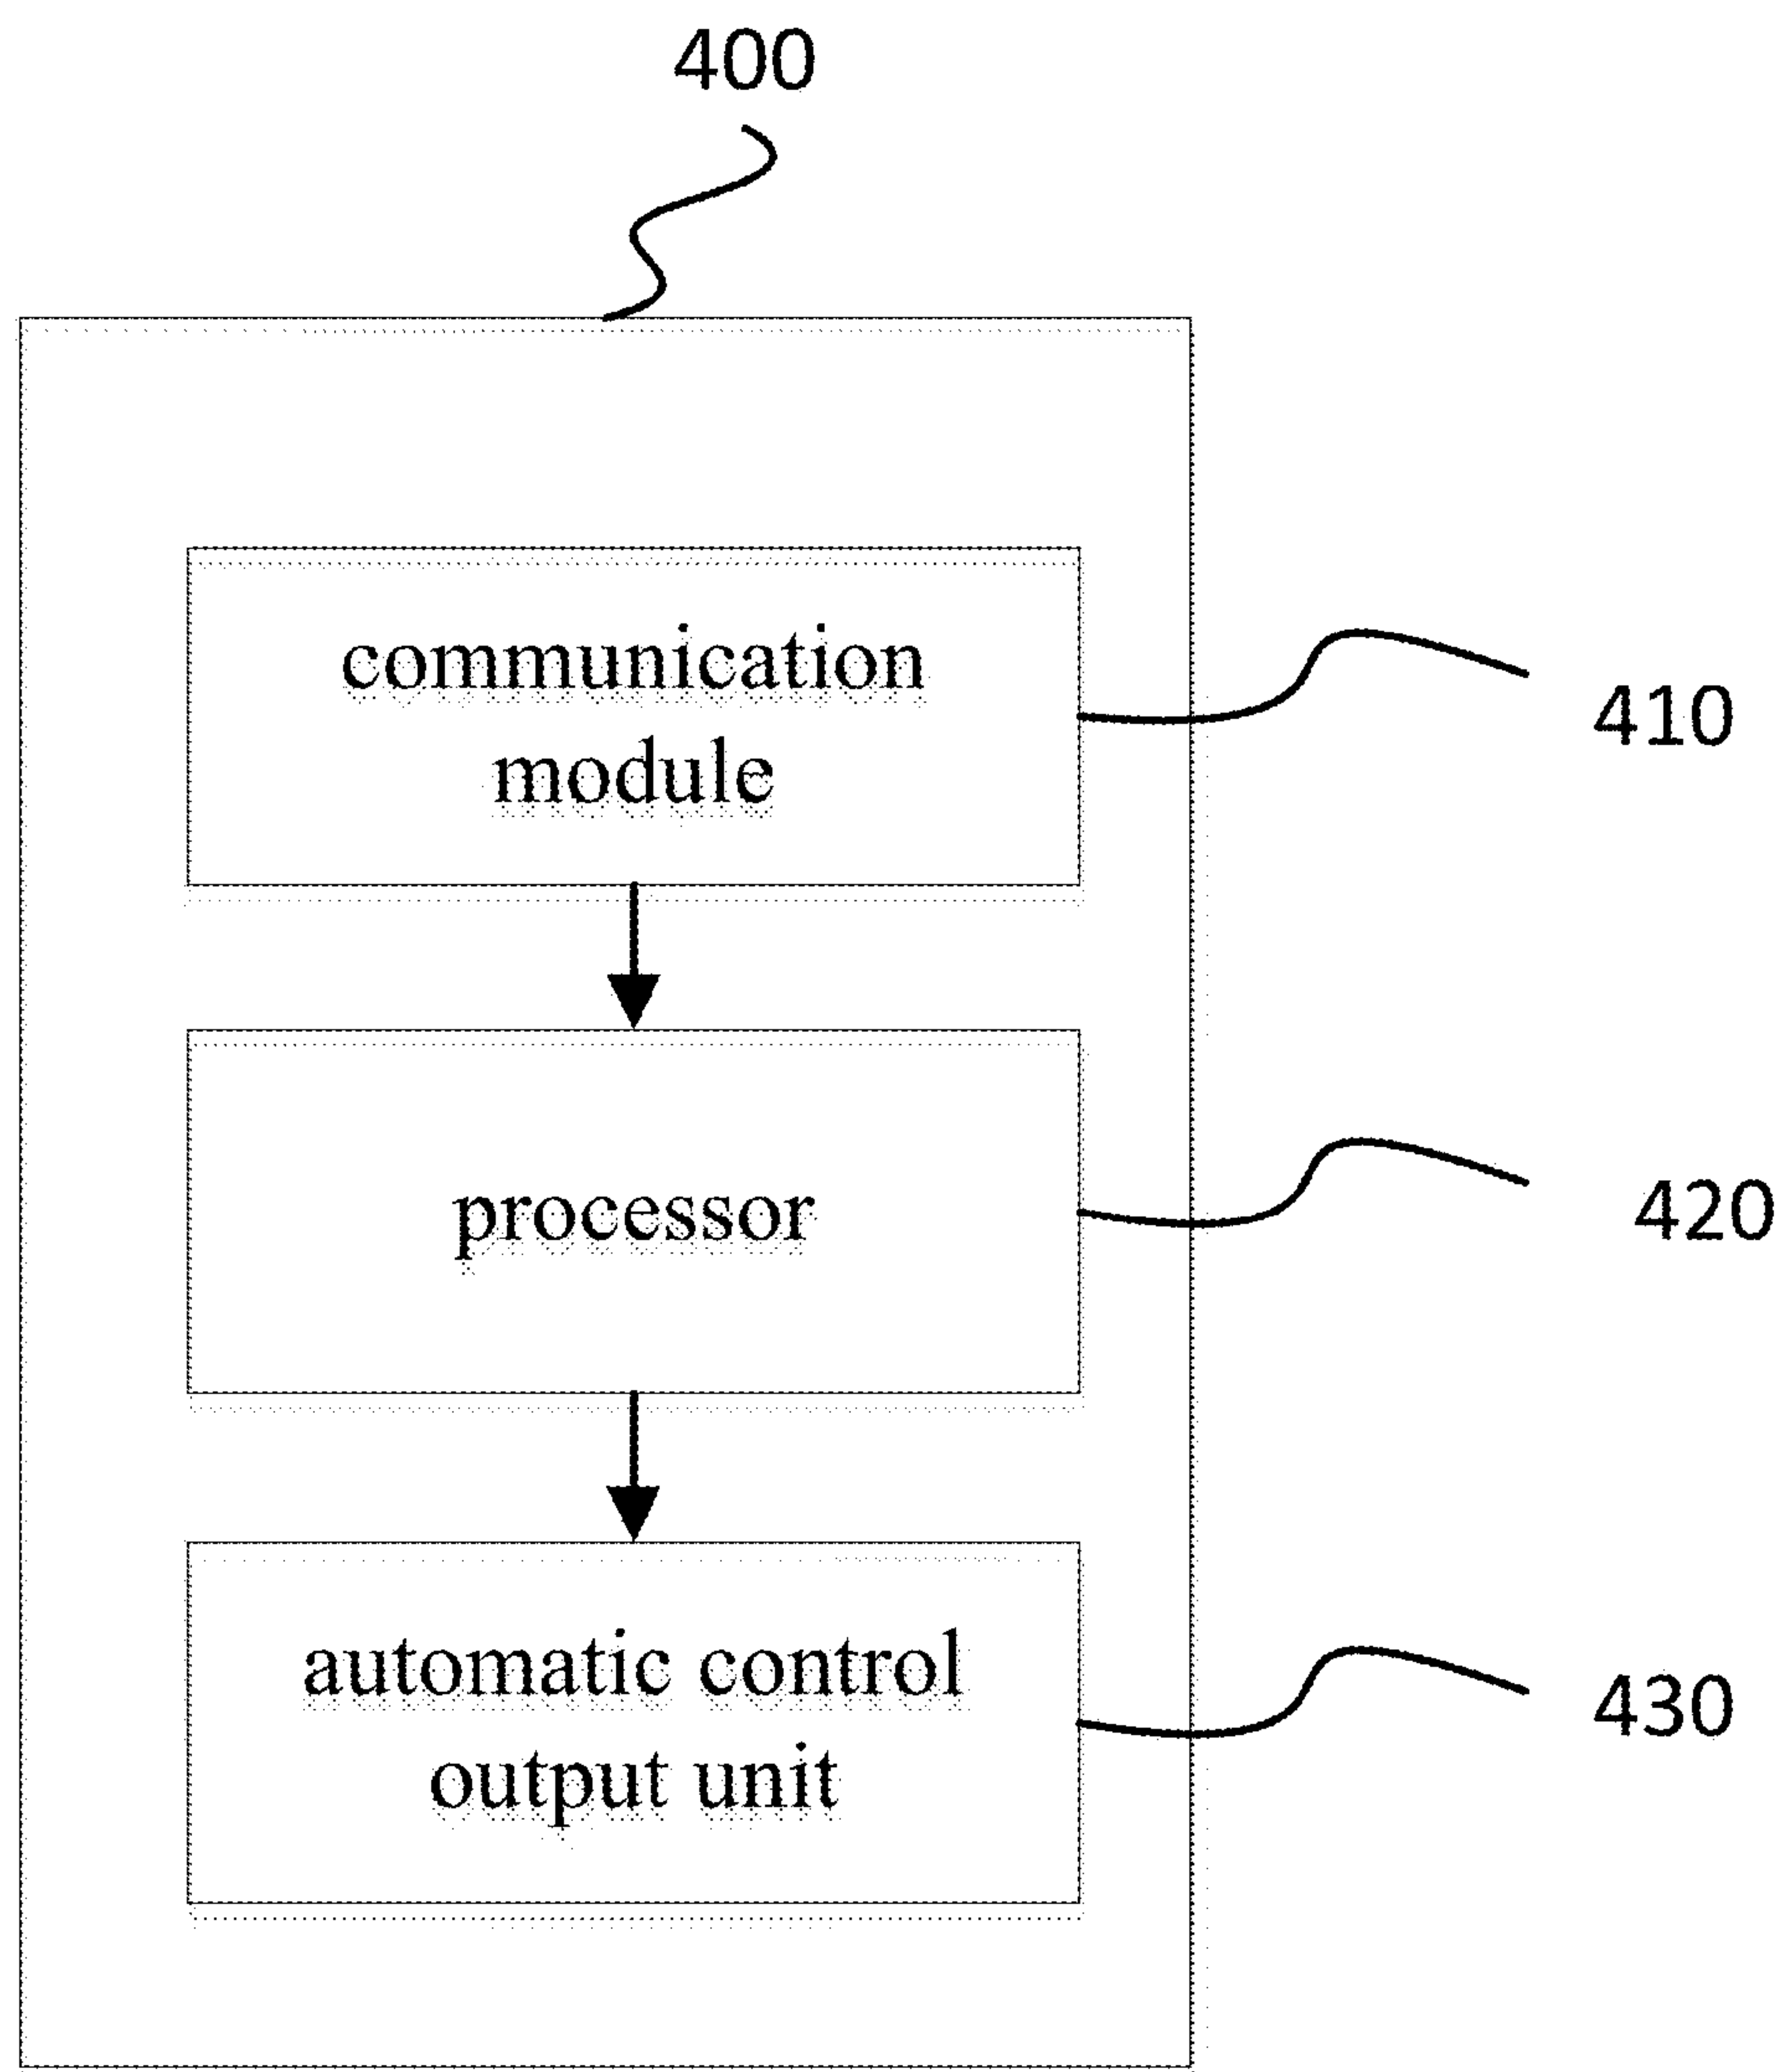 400
communication
module
410
processor
420
automatic control
output unit
430